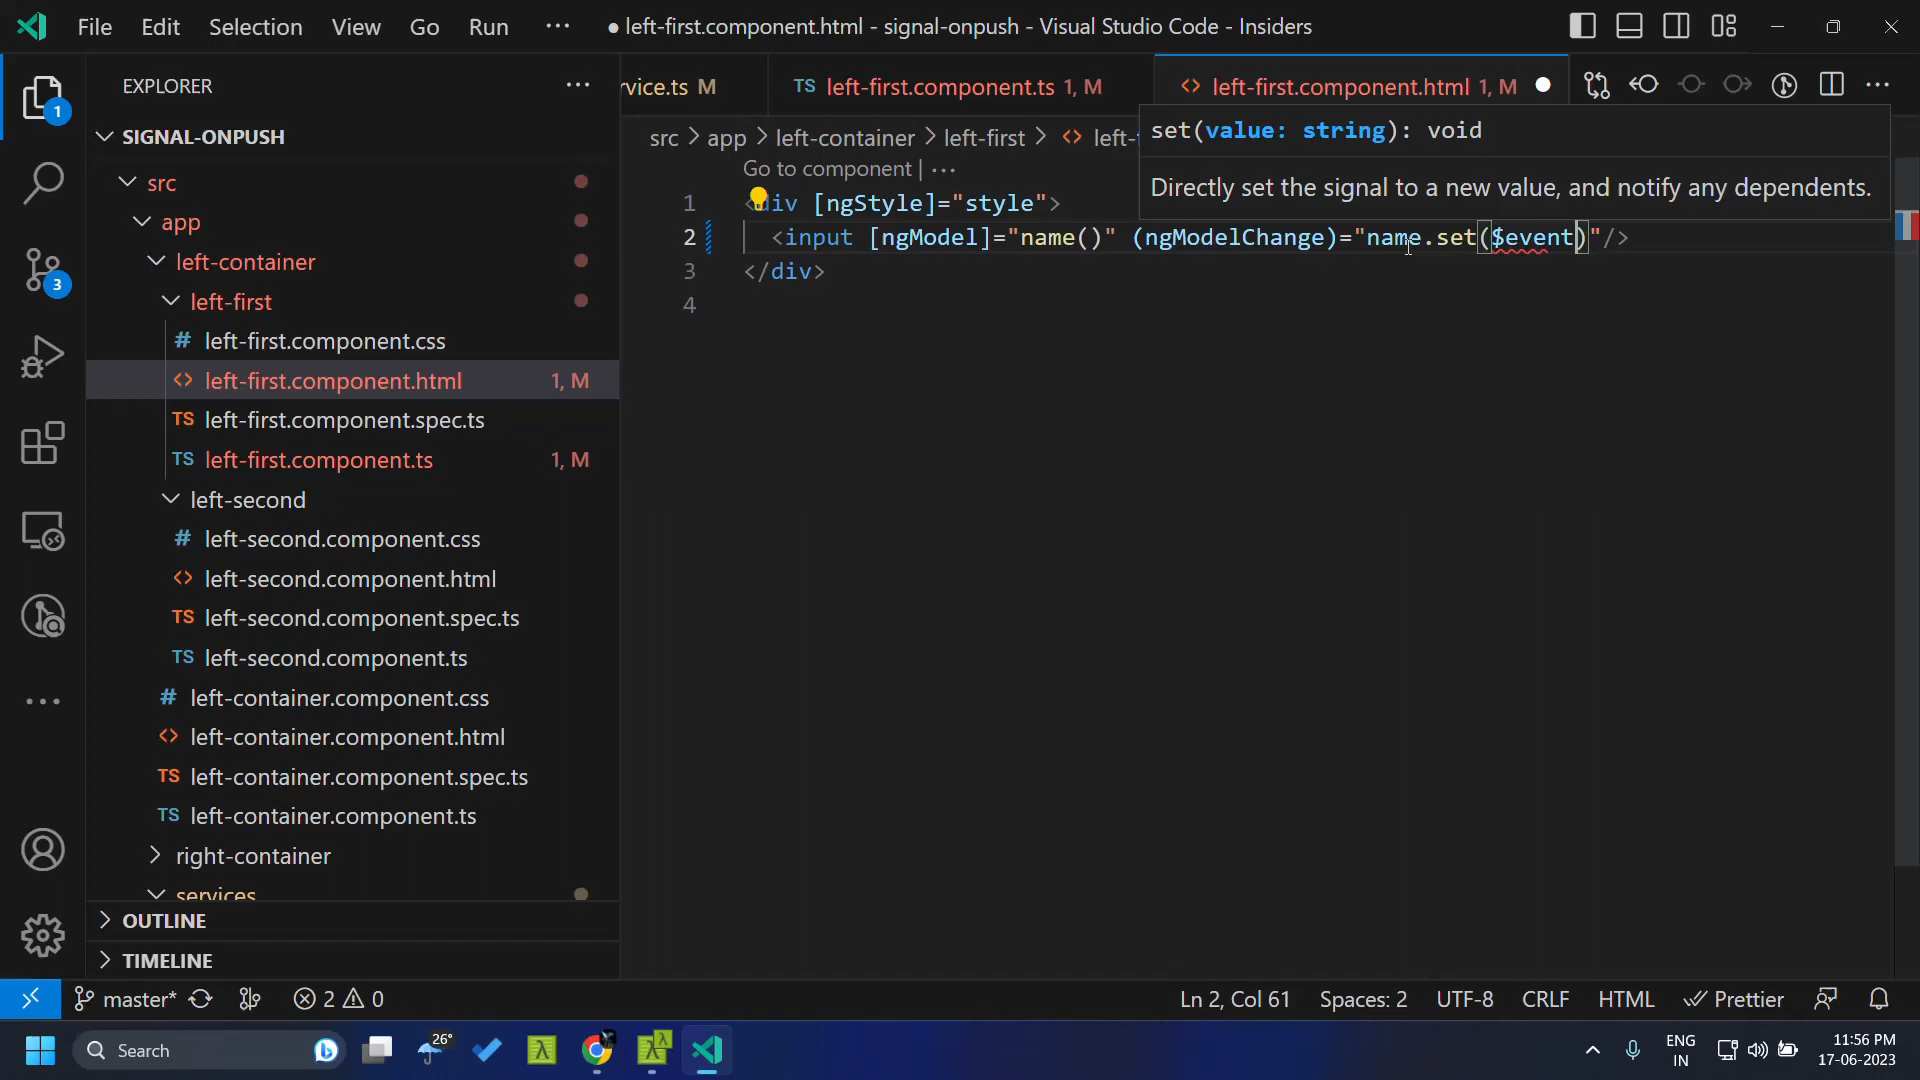 File Edit Selection View Go Run ··· ● left-first.component.html - signal-onpush - Visual Studio Code - Insiders
EXPLORER ···
rvice.ts M
TS left-first.component.ts 1, M
<> left-first.component.html 1, M
SIGNAL-ONPUSH
src
app
left-container
left-first
# left-first.component.css
<> left-first.component.html 1, M
TS left-first.component.spec.ts
TS left-first.component.ts 1, M
left-second
# left-second.component.css
<> left-second.component.html
TS left-second.component.spec.ts
TS left-second.component.ts
# left-container.component.css
<> left-container.component.html
TS left-container.component.spec.ts
TS left-container.component.ts
right-container
services
OUTLINE
TIMELINE
1
3
src > app > left-container > left-first > <> left-
set(value: string): void
Directly set the signal to a new value, and notify any dependents.
Go to component | ···
1 <div [ngStyle]="style">
2 <input [ngModel]="name()" (ngModelChange)="name.set($event)"/>
3 </div>
4
master* 2 0 Ln 2, Col 61 Spaces: 2 UTF-8 CRLF HTML Prettier
Search 26° ENG IN 11:56 PM 17-06-2023